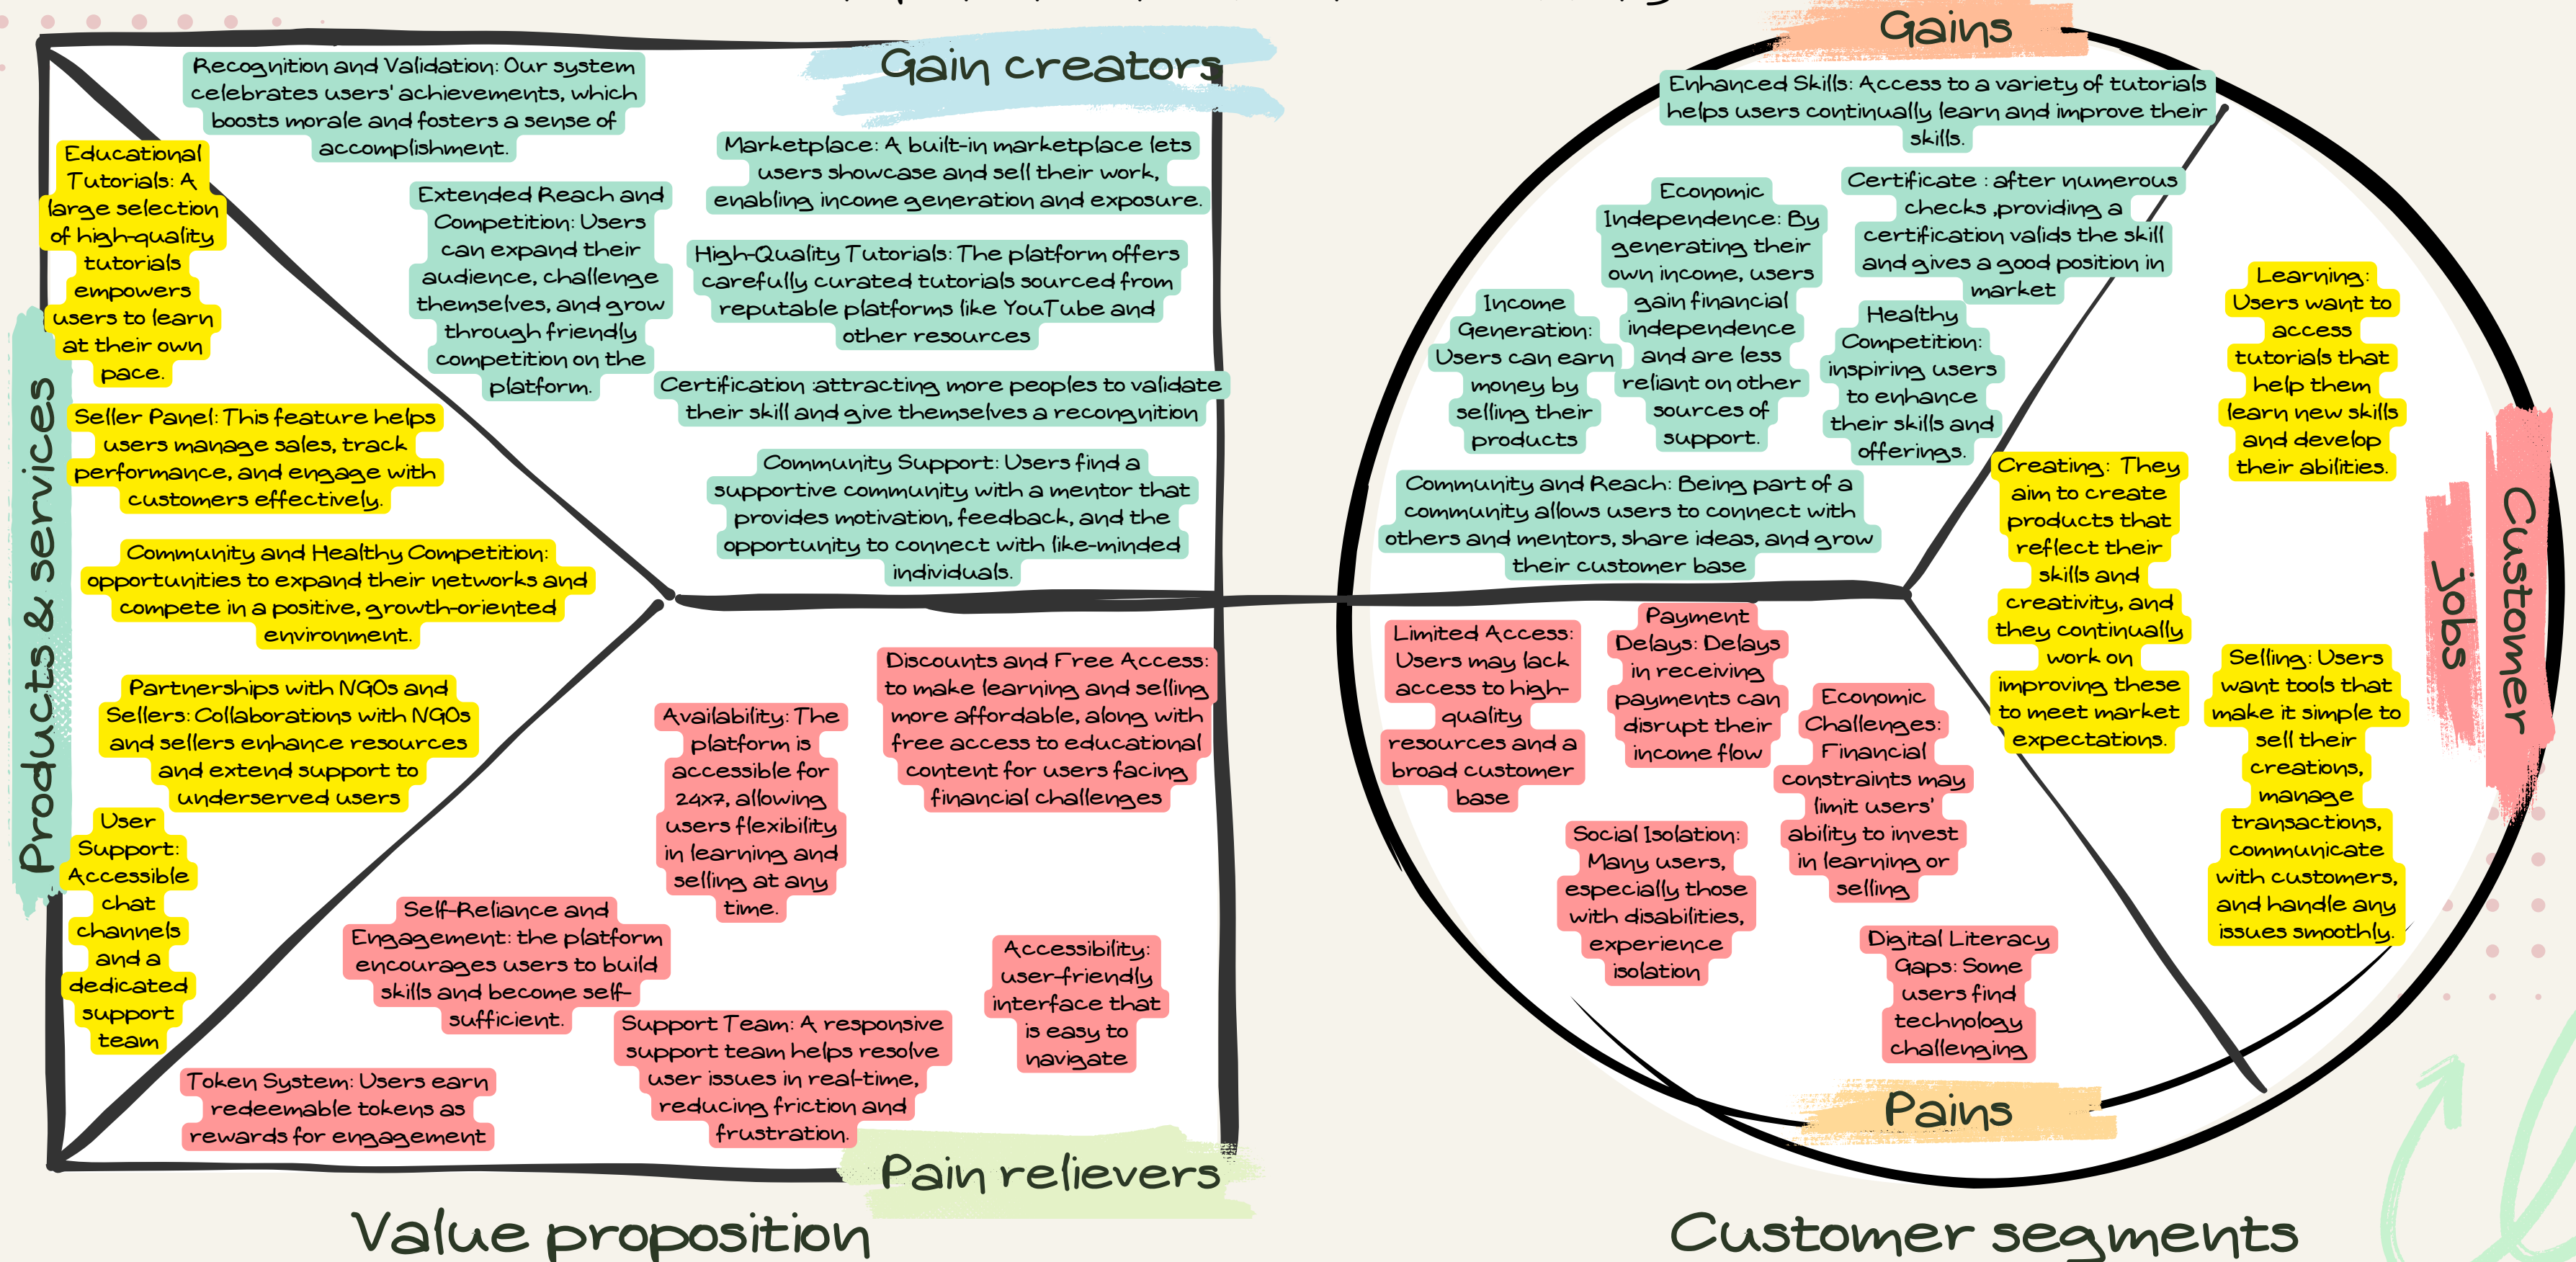 Gain creators
Recognition and Validation: Our system
celebrates users' achievements, which
boosts morale and fosters a sense of
accomplishment.
Extended Reach and
Competition: Users
can expand their
audience, challenge
themselves, and grow
through friendly
competition on the
platform.
Marketplace: A built-in marketplace lets
users showcase and sell their work,
enabling income generation and exposure.
High-Quality Tutorials: The platform offers
carefully curated tutorials sourced from
reputable platforms like YouTube and
other resources
Certification :attracting more peoples to validate
their skill and give themselves a recongnition
Community Support: Users find a
supportive community with a mentor that
provides motivation, feedback, and the
opportunity to connect with like-minded
individuals.
Products & services
Educational
Tutorials: A
large selection
of high-quality
tutorials
empowers
users to learn
at their own
pace.
Seller Panel: This feature helps
users manage sales, track
performance, and engage with
customers effectively.
Community and Healthy Competition:
opportunities to expand their networks and
compete in a positive, growth-oriented
environment.
Partnerships with NGOs and
Sellers: Collaborations with NGOs
and sellers enhance resources
and extend support to
underserved users
User
Support:
Accessible
chat
channels
and a
dedicated
support
team
Discounts and Free Access:
to make learning and selling
more affordable, along with
free access to educational
content for users facing
financial challenges
Availability: The
platform is
accessible for
24x7, allowing
users flexibility
in learning and
selling at any
time.
Self-Reliance and
Engagement: the platform
encourages users to build
skills and become self-
sufficient.
Accessibility:
user-friendly
interface that
is easy to
navigate
Support Team: A responsive
support team helps resolve
user issues in real-time,
reducing friction and
frustration.
Token System: Users earn
redeemable tokens as
rewards for engagement
Pain relievers
Value proposition
Gains
Enhanced Skills: Access to a variety of tutorials
helps users continually learn and improve their
skills.
Certificate : after numerous
checks ,providing a
certification valids the skill
and gives a good position in
market
Economic
Independence: By
generating their
own income, users
gain financial
independence
and are less
reliant on other
sources of
support.
Income
Generation:
Users can earn
money by
selling their
products
Healthy
Competition:
inspiring users
to enhance
their skills and
offerings.
Community and Reach: Being part of a
community allows users to connect with
others and mentors, share ideas, and grow
their customer base
Customer
jobs
Learning:
Users want to
access
tutorials that
help them
learn new skills
and develop
their abilities.
Creating: They
aim to create
products that
reflect their
skills and
creativity, and
they continually
work on
improving these
to meet market
expectations.
Selling: Users
want tools that
make it simple to
sell their
creations,
manage
transactions,
communicate
with customers,
and handle any
issues smoothly.
Limited Access:
Users may lack
access to high-
quality
resources and a
broad customer
base
Payment
Delays: Delays
in receiving
payments can
disrupt their
income flow
Economic
Challenges:
Financial
constraints may
limit users'
ability to invest
in learning or
selling
Social Isolation:
Many users,
especially those
with disabilities,
experience
isolation
Digital Literacy
Gaps: Some
users find
technology
challenging
Pains
Customer segments